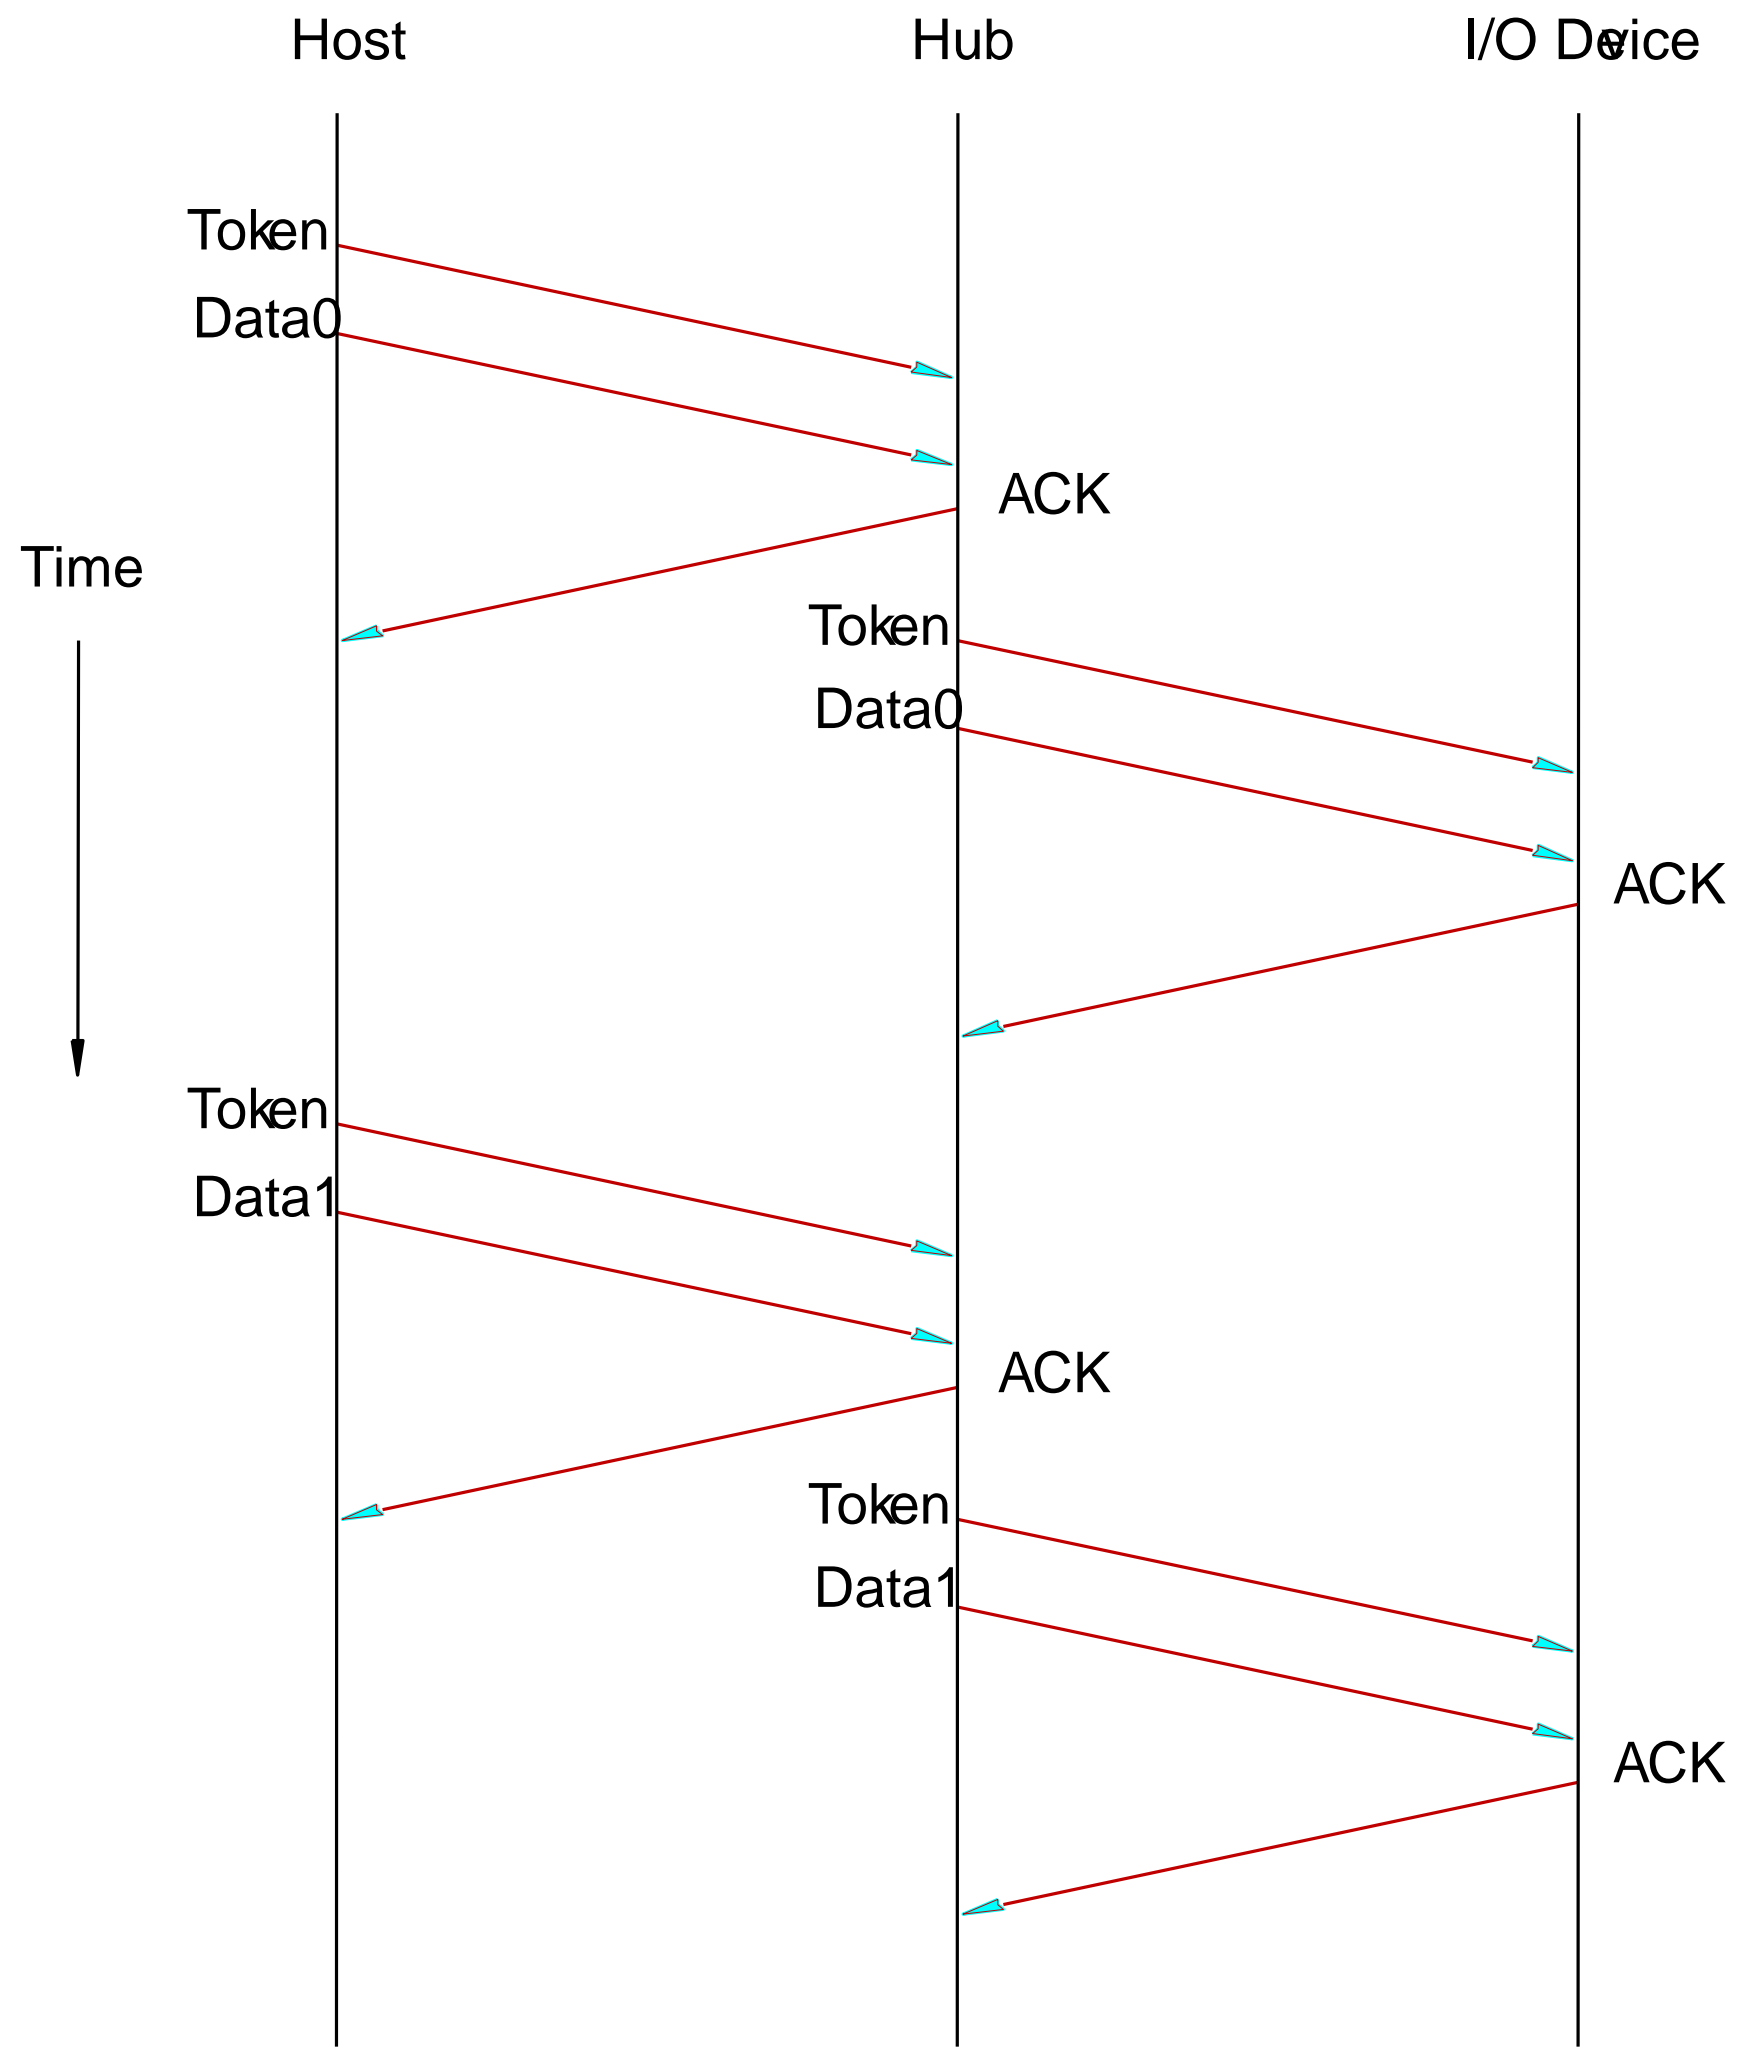 Host Hub I/O Device
Token
Data0
ACK
Time
Token
Data0
ACK
Token
Data1
ACK
Token
Data1
ACK